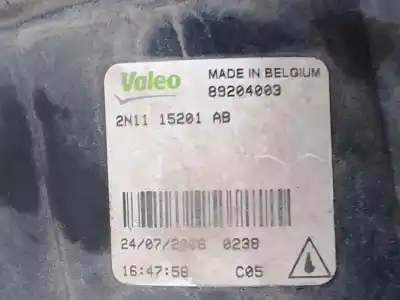 Valeo
MADE IN BELGIUM
89204003
2N11 15201 AB
24/07/2006 0238
16:47:58 C05